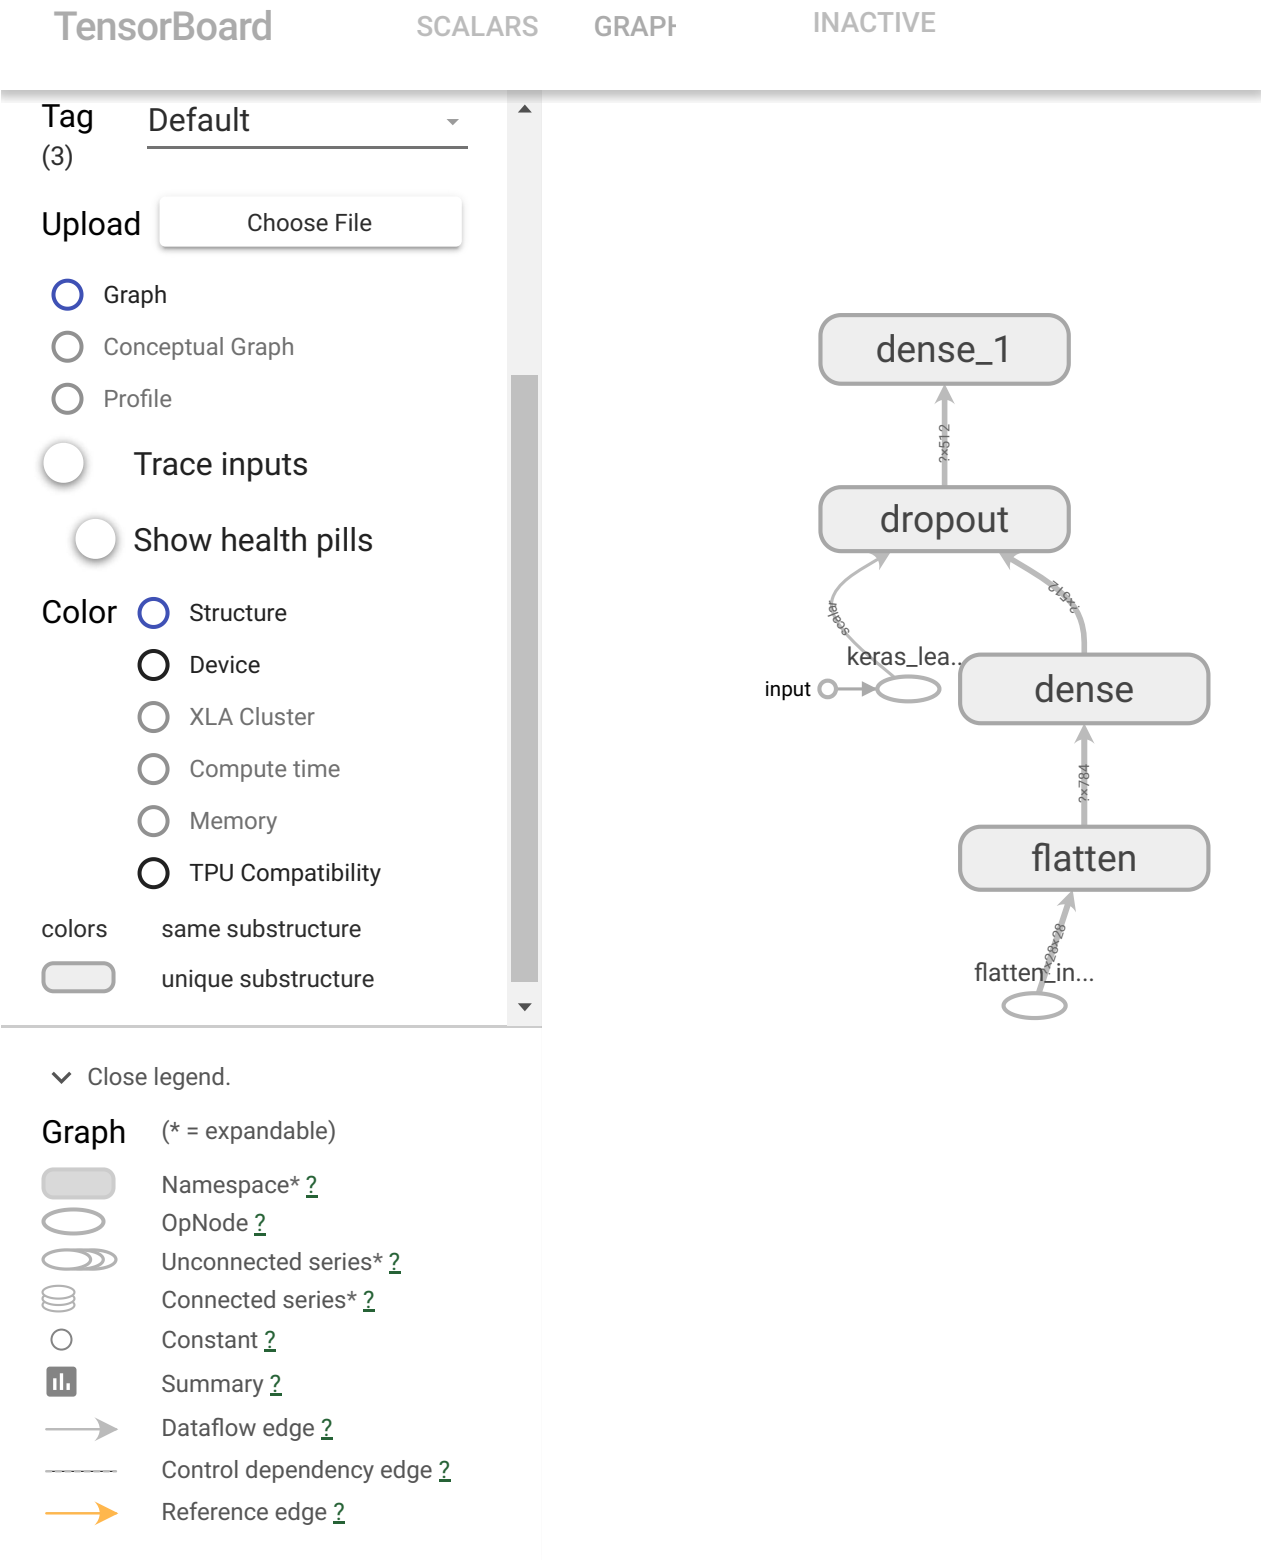 TensorBoard
SCALARS
GRAPH
INACTIVE
Tag
(3)
Default
Upload
Choose File
Graph
Conceptual Graph
Profile
Trace inputs
Show health pills
Color
Structure
Device
XLA Cluster
Compute time
Memory
TPU Compatibility
colors
same substructure
unique substructure
Close legend.
Graph
(* = expandable)
Namespace* ?
OpNode ?
Unconnected series* ?
Connected series* ?
Constant ?
Summary ?
Dataflow edge ?
Control dependency edge ?
Reference edge ?
dense_1
?×512
dropout
scalar
?×512
keras_lea..
input
dense
?×784
flatten
?×28×28
flatten_in...